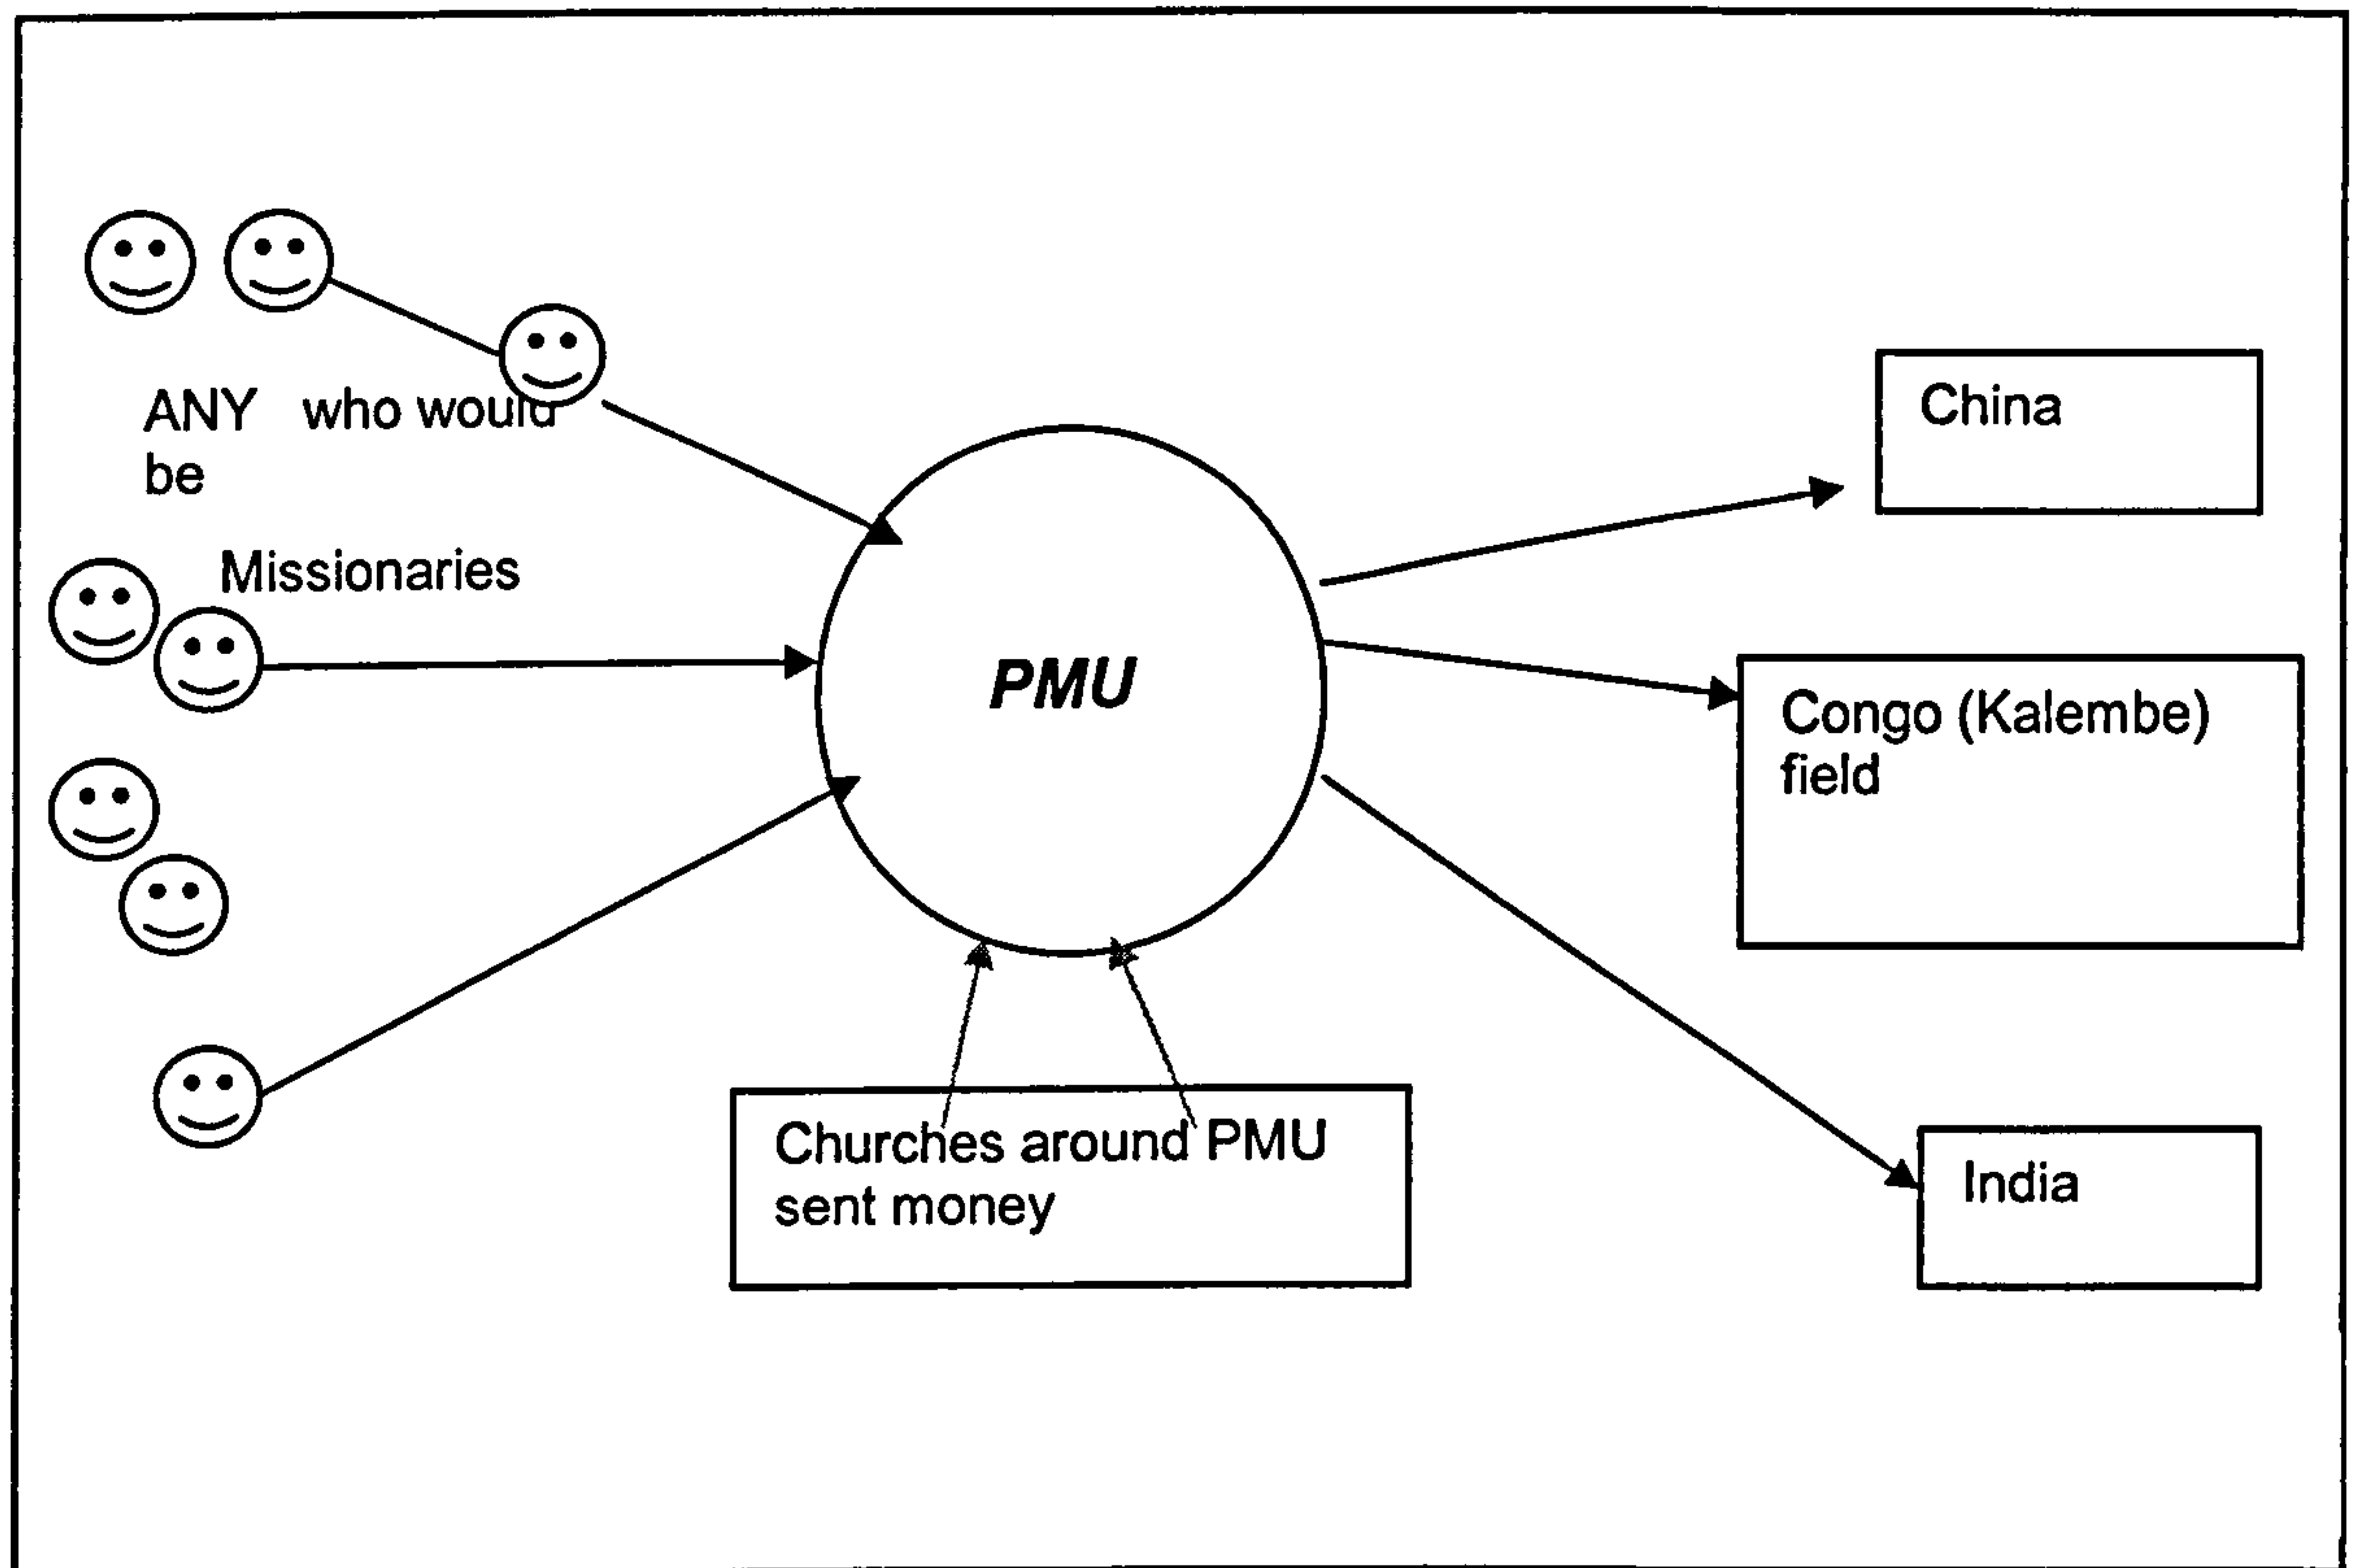 ANY who would
be
Missionaries
PMU
China
Congo (Kalembe)
field
Churches around PMU
sent money
India